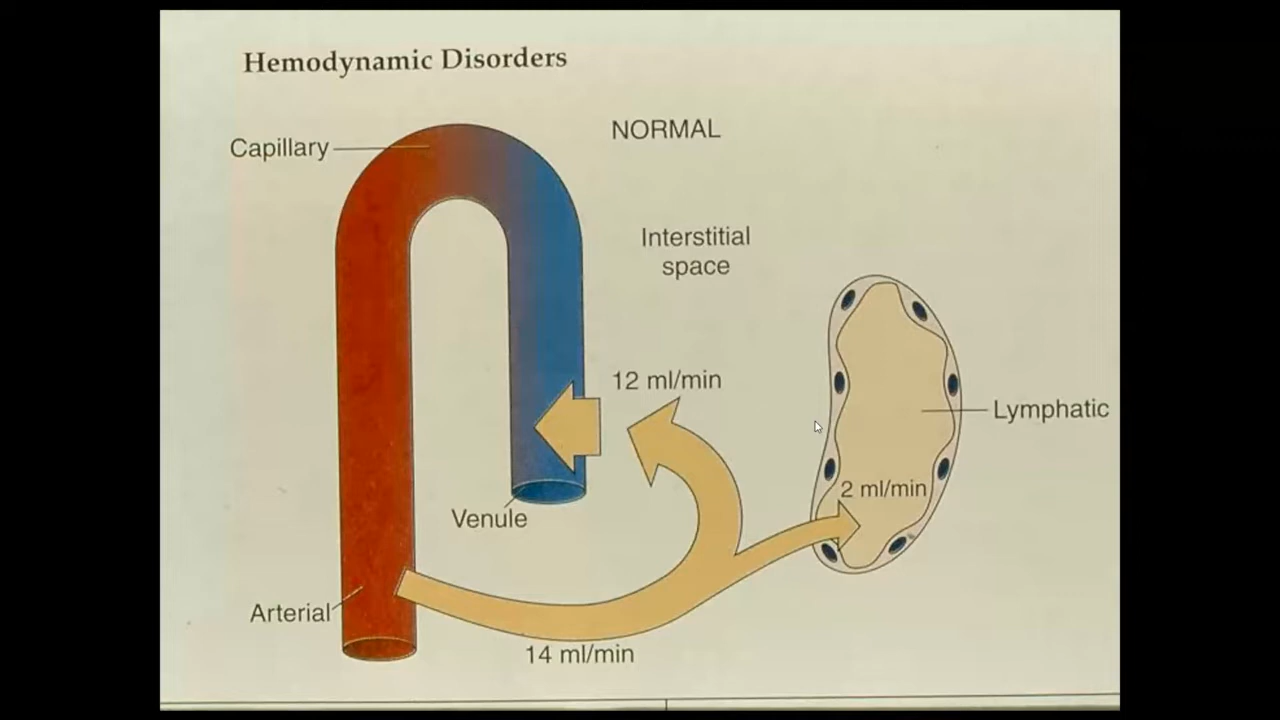 Hemodynamic Disorders
Capillary
NORMAL
Interstitial
space
12 ml/min
Lymphatic
2 ml/min
Venule
Arterial
14 ml/min